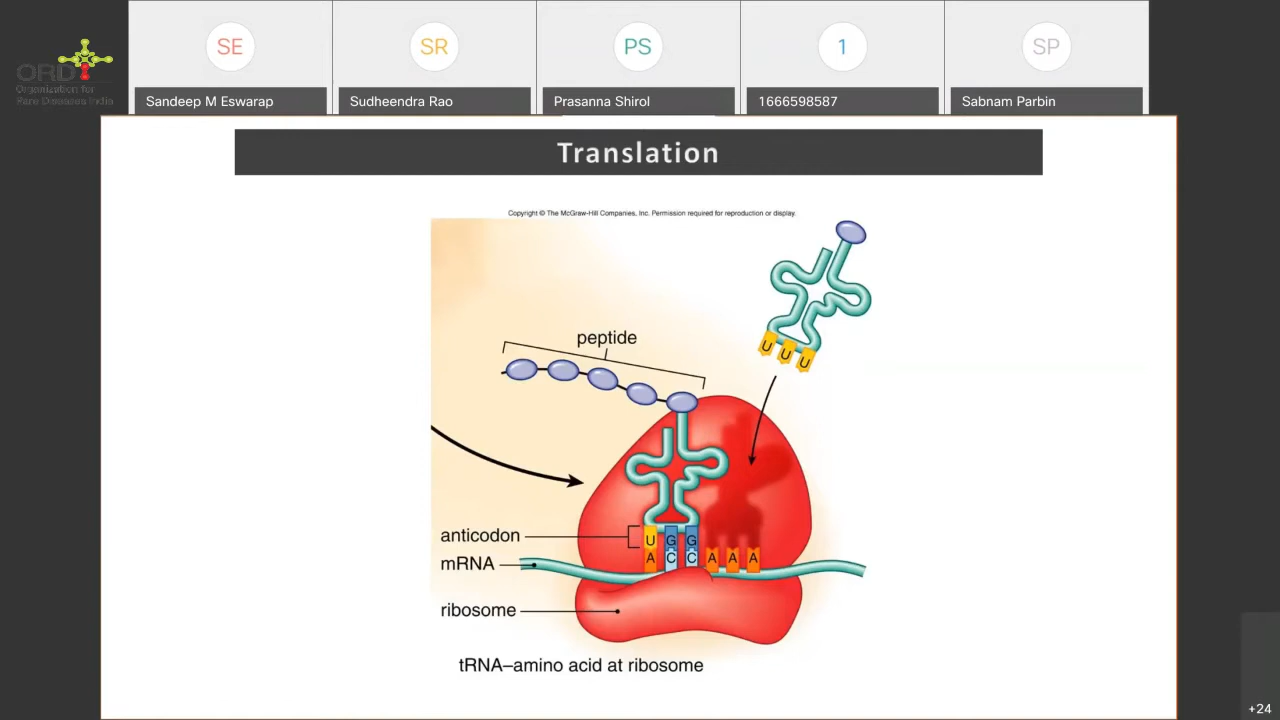 SE
SR
PS
1
SP
ORDI
Organization for
Rare Diseases India
Sandeep M Eswarap
Sudheendra Rao
Prasanna Shirol
1666598587
Sabnam Parbin
Translation
Copyright © The McGraw-Hill Companies, Inc. Permission required for reproduction or display.
peptide
U U U
anticodon
U G G
mRNA
A C C A A A
ribosome
tRNA–amino acid at ribosome
+24